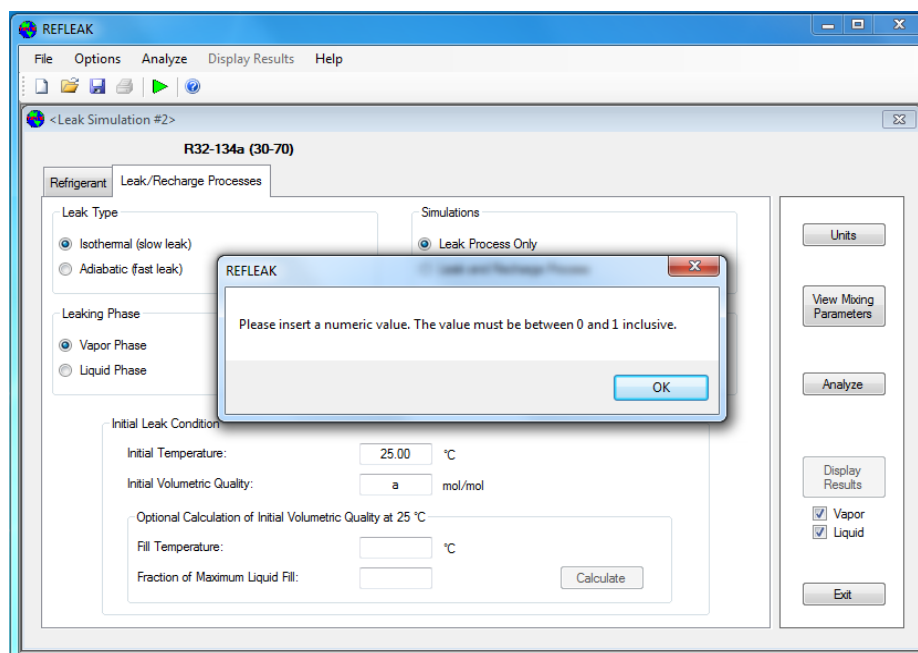 REFLEAK
File Options Analyze Display Results Help
<Leak Simulation #2>
R32-134a (30-70)
Refrigerant Leak/Recharge Processes
Leak Type
Isothermal (slow leak)
Adiabatic (fast leak)
Simulations
Leak Process Only
Leak and Recharge Process
REFLEAK
Please insert a numeric value. The value must be between 0 and 1 inclusive.
OK
Leaking Phase
Vapor Phase
Liquid Phase
Initial Leak Condition
Initial Temperature: 25.00 °C
Initial Volumetric Quality: a mol/mol
Optional Calculation of Initial Volumetric Quality at 25 °C
Fill Temperature: °C
Fraction of Maximum Liquid Fill: Calculate
Units
View Mixing
Parameters
Analyze
Display
Results
Vapor
Liquid
Exit